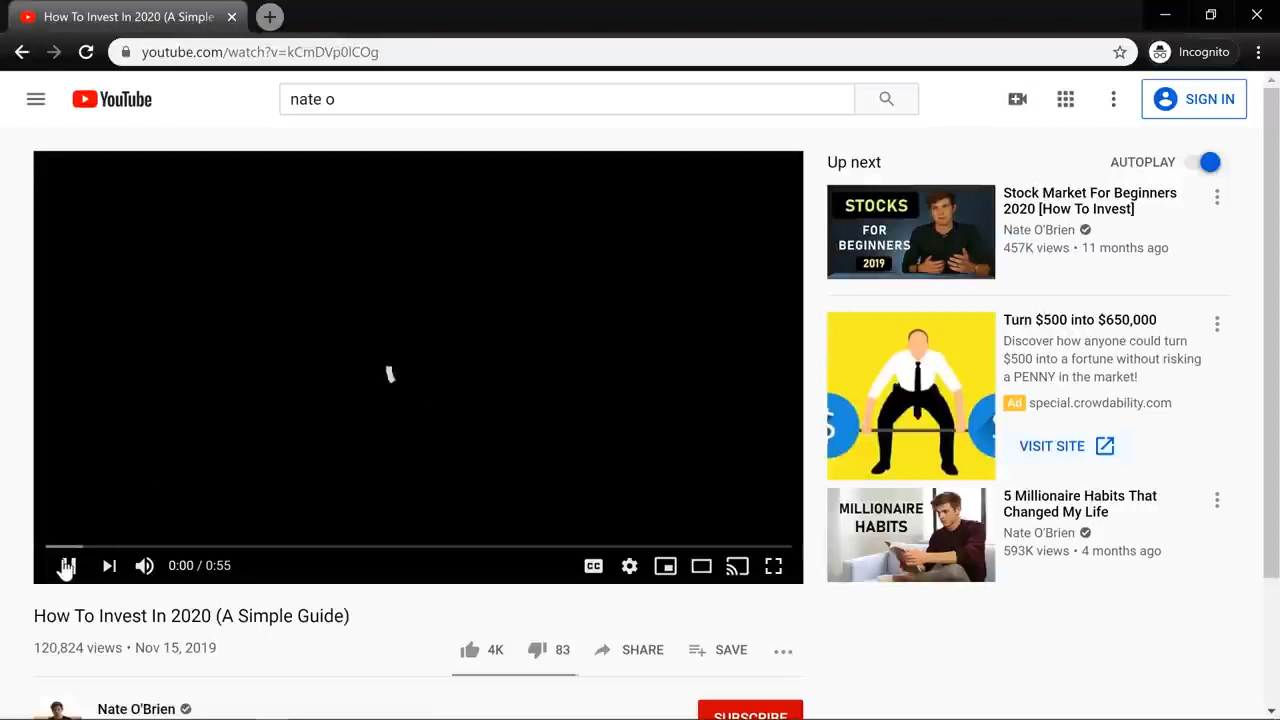 How To Invest In 2020 (A Simple
youtube.com/watch?v=kCmDVp0lCOg
Incognito
YouTube
nate o
SIGN IN
Up next
AUTOPLAY
STOCKS
FOR
BEGINNERS
2019
Stock Market For Beginners
2020 [How To Invest]
Nate O'Brien
457K views • 11 months ago
Turn $500 into $650,000
Discover how anyone could turn
$500 into a fortune without risking
a PENNY in the market!
Ad special.crowdability.com
VISIT SITE
$
MILLIONAIRE
HABITS
5 Millionaire Habits That
Changed My Life
Nate O'Brien
593K views • 4 months ago
0:00 / 0:55
CC
How To Invest In 2020 (A Simple Guide)
120,824 views • Nov 15, 2019
4K
83
SHARE
SAVE
Nate O'Brien
SUBSCRIBE